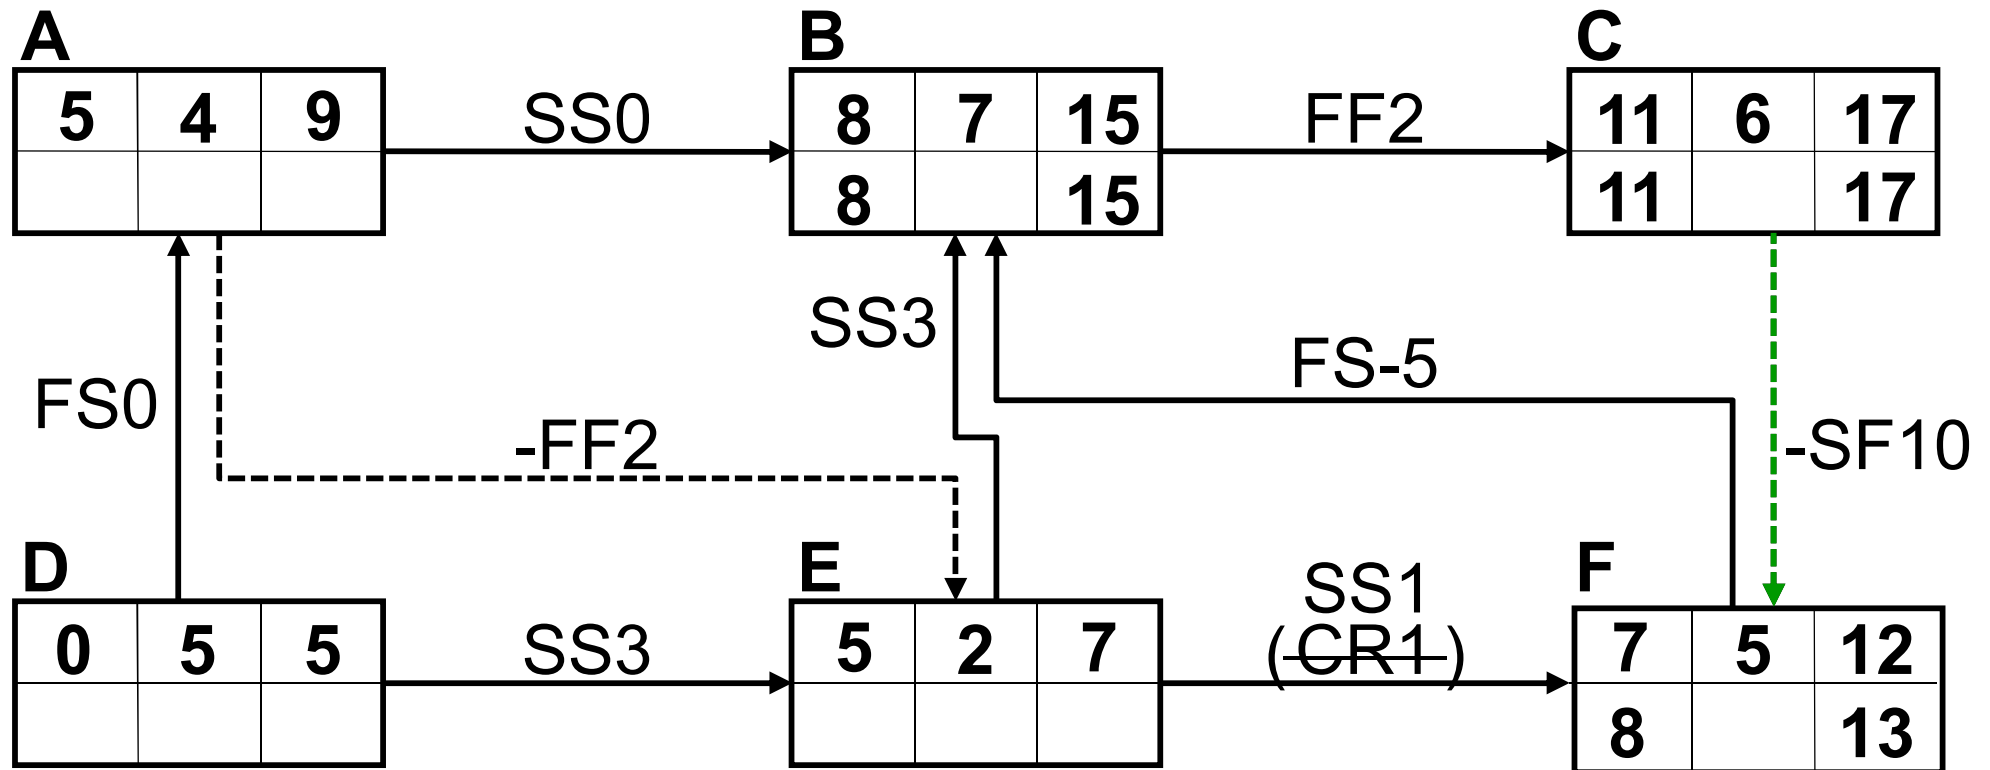 A B C
5 4 9 SS0 8 7 15 FF2 11 6 17
8 15 11 17
SS3
FS-5
FS0
-FF2
-SF10
D E F
SS1
0 5 5 SS3 5 2 7 (CR1) 7 5 12
8 13